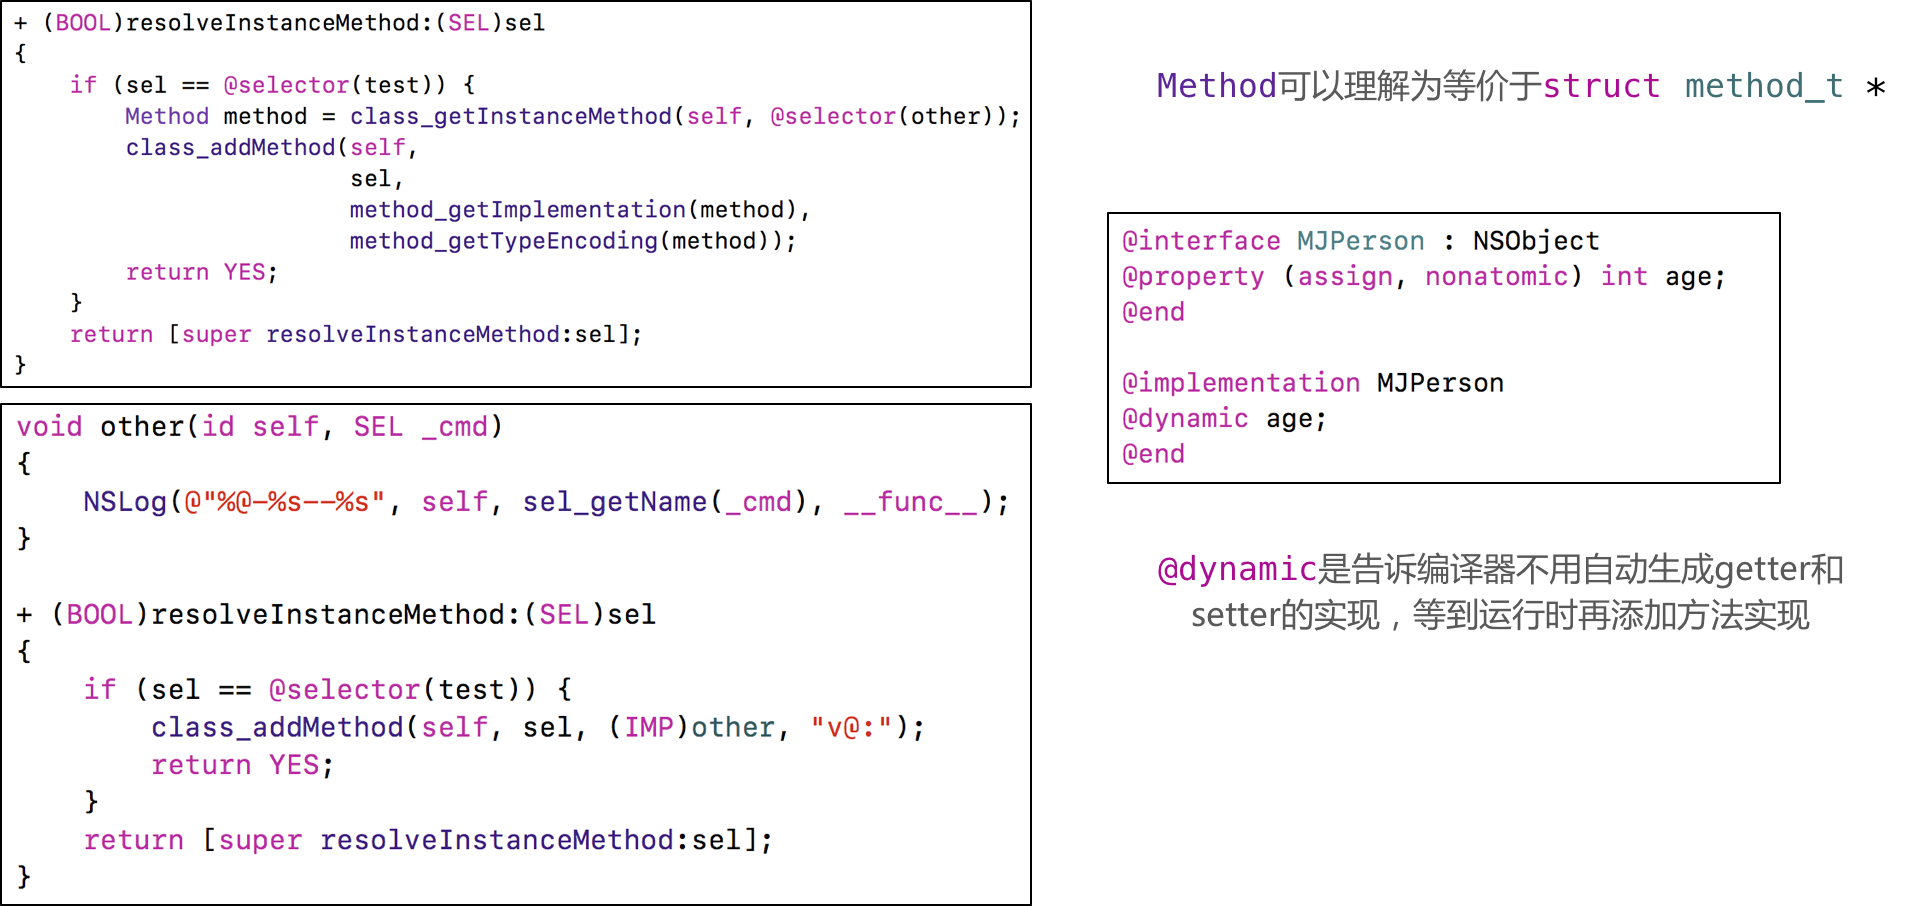 + (BOOL)resolveInstanceMethod:(SEL)sel
{
    if (sel == @selector(test)) {
        Method method = class_getInstanceMethod(self, @selector(other));
        class_addMethod(self,
                        sel,
                        method_getImplementation(method),
                        method_getTypeEncoding(method));
        return YES;
    }
    return [super resolveInstanceMethod:sel];
}
void other(id self, SEL _cmd)
{
    NSLog(@"%@-%s--%s", self, sel_getName(_cmd), __func__);
}
+ (BOOL)resolveInstanceMethod:(SEL)sel
{
    if (sel == @selector(test)) {
        class_addMethod(self, sel, (IMP)other, "v@:");
        return YES;
    }
    return [super resolveInstanceMethod:sel];
}
Method可以理解为等价于struct method_t *
@interface MJPerson : NSObject
@property (assign, nonatomic) int age;
@end
@implementation MJPerson
@dynamic age;
@end
@dynamic是告诉编译器不用自动生成getter和
setter的实现，等到运行时再添加方法实现